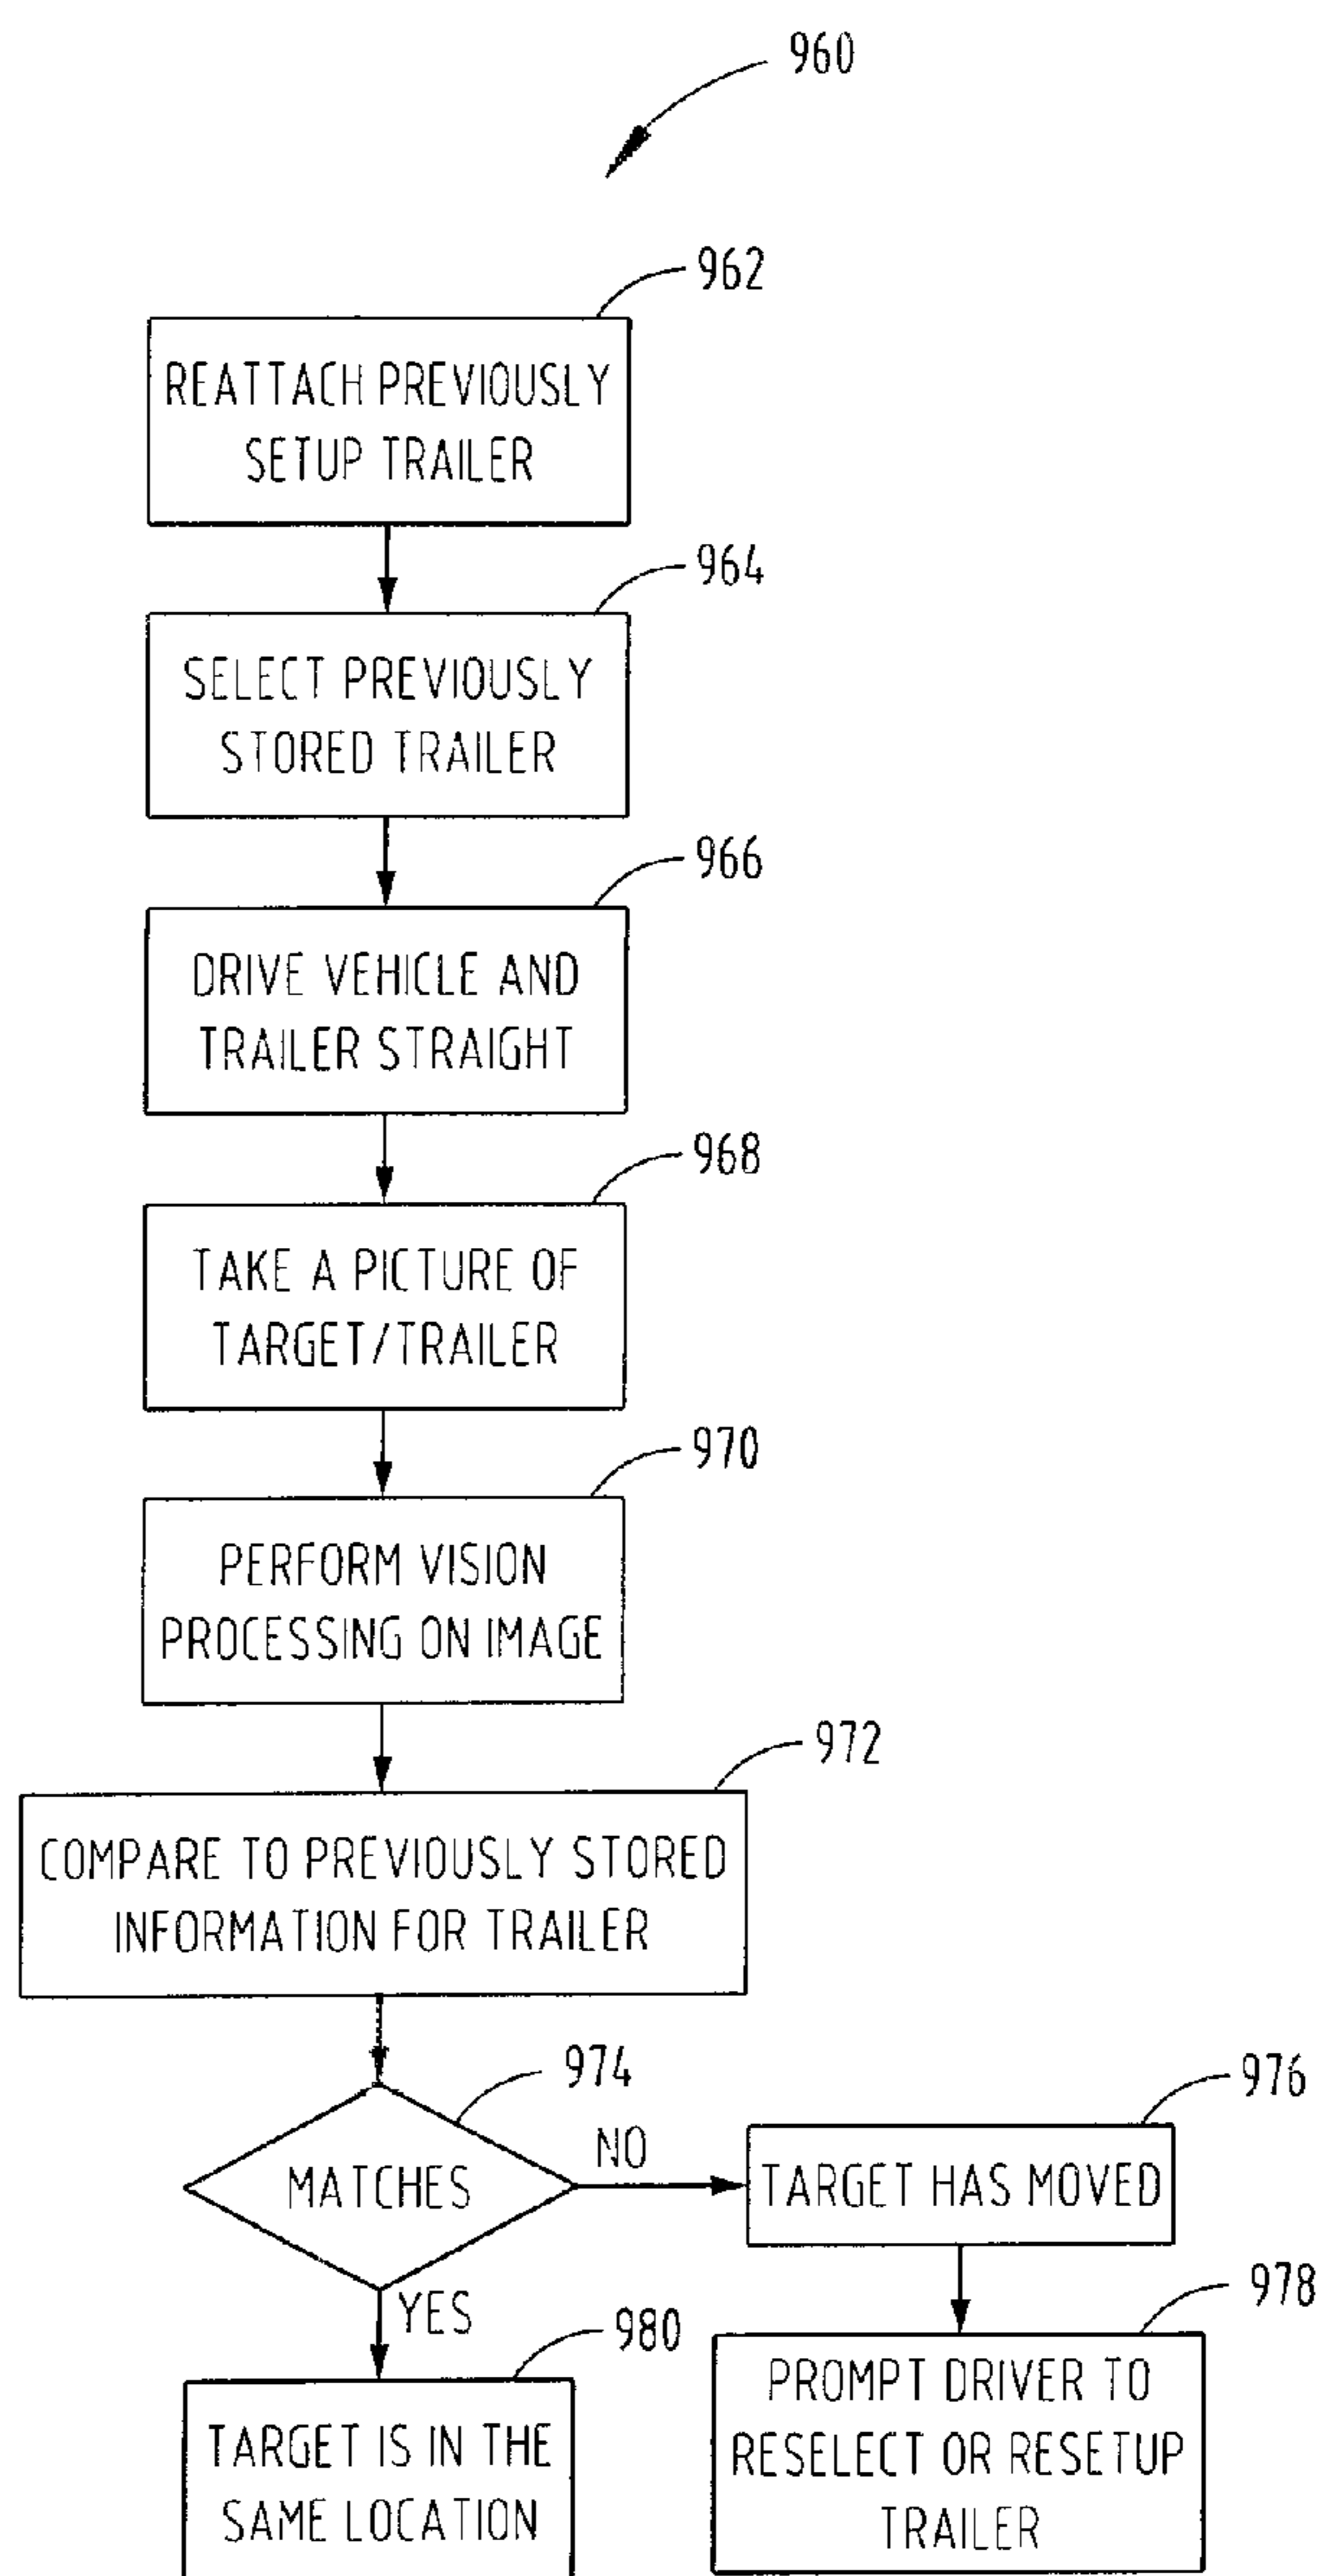 960
962
REATTACH PREVIOUSLY
SETUP TRAILER
964
SELECT PREVIOUSLY
STORED TRAILER
966
DRIVE VEHICLE AND
TRAILER STRAIGHT
968
TAKE A PICTURE OF
TARGET/TRAILER
970
PERFORM VISION
PROCESSING ON IMAGE
972
COMPARE TO PREVIOUSLY STORED
INFORMATION FOR TRAILER
974
MATCHES
NO
976
TARGET HAS MOVED
YES
980
TARGET IS IN THE
SAME LOCATION
978
PROMPT DRIVER TO
RESELECT OR RESETUP
TRAILER